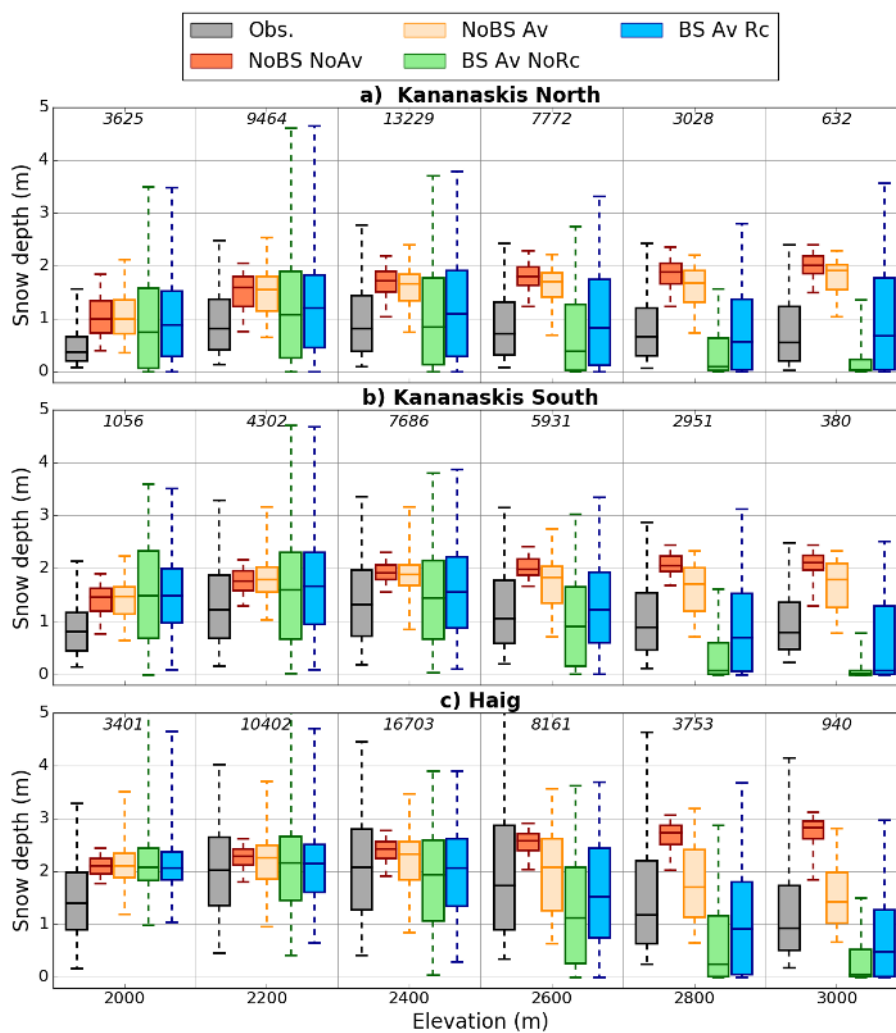 Obs. NoBS Av BS Av Rc
NoBS NoAv BS Av NoRc
a) Kananaskis North
Snow depth (m)
5
4
3
2
1
0
3625 9464 13229 7772 3028 632
b) Kananaskis South
Snow depth (m)
5
4
3
2
1
0
1056 4302 7686 5931 2951 380
c) Haig
Snow depth (m)
5
4
3
2
1
0
3401 10402 16703 8161 3753 940
2000 2200 2400 2600 2800 3000
Elevation (m)